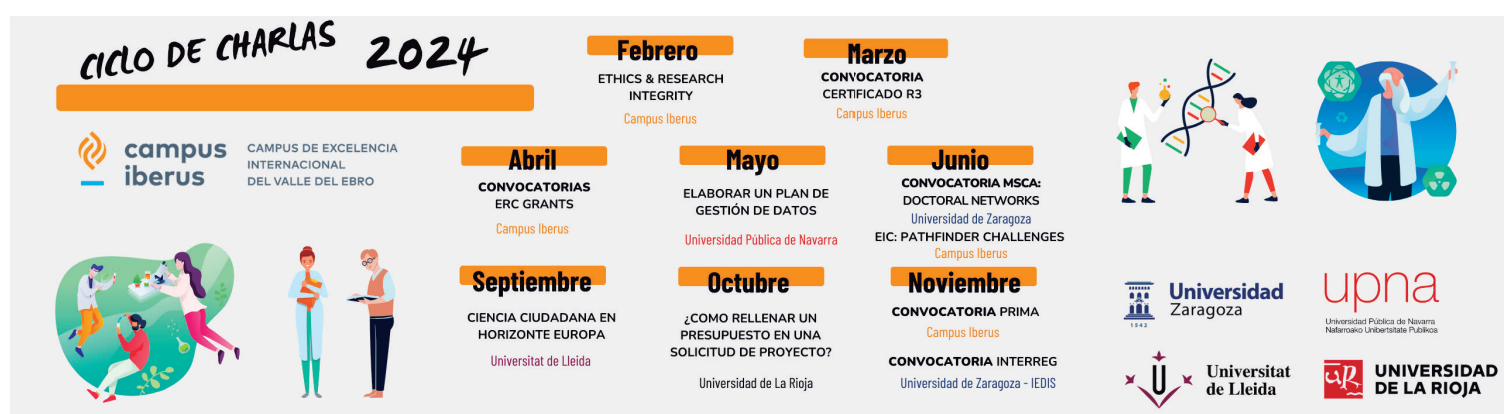 CICLO DE CHARLAS 2024
campus
iberus
CAMPUS DE EXCELENCIA
INTERNACIONAL
DEL VALLE DEL EBRO
Febrero
ETHICS & RESEARCH
INTEGRITY
Campus Iberus
Marzo
CONVOCATORIA
CERTIFICADO R3
Campus Iberus
Abril
CONVOCATORIAS
ERC GRANTS
Campus Iberus
Mayo
ELABORAR UN PLAN DE
GESTIÓN DE DATOS
Universidad Pública de Navarra
Junio
CONVOCATORIA MSCA:
DOCTORAL NETWORKS
Universidad de Zaragoza
EIC: PATHFINDER CHALLENGES
Campus Iberus
Septiembre
CIENCIA CIUDADANA EN
HORIZONTE EUROPA
Universitat de Lleida
Octubre
¿COMO RELLENAR UN
PRESUPUESTO EN UNA
SOLICITUD DE PROYECTO?
Universidad de La Rioja
Noviembre
CONVOCATORIA PRIMA
Campus Iberus
CONVOCATORIA INTERREG
Universidad de Zaragoza - IEDIS
1542
Universidad
Zaragoza
upna
Universidad Pública de Navarra
Nafarroako Unibertsitate Publikoa
Universitat
de Lleida
UNIVERSIDAD
DE LA RIOJA